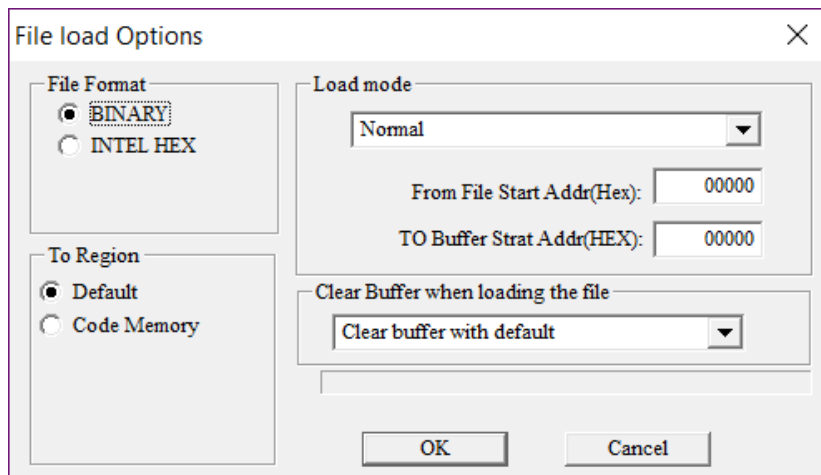 File load Options
File Format
BINARY
INTEL HEX
To Region
Default
Code Memory
Load mode
Normal
From File Start Addr(Hex): 00000
TO Buffer Strat Addr(HEX): 00000
Clear Buffer when loading the file
Clear buffer with default
OK Cancel